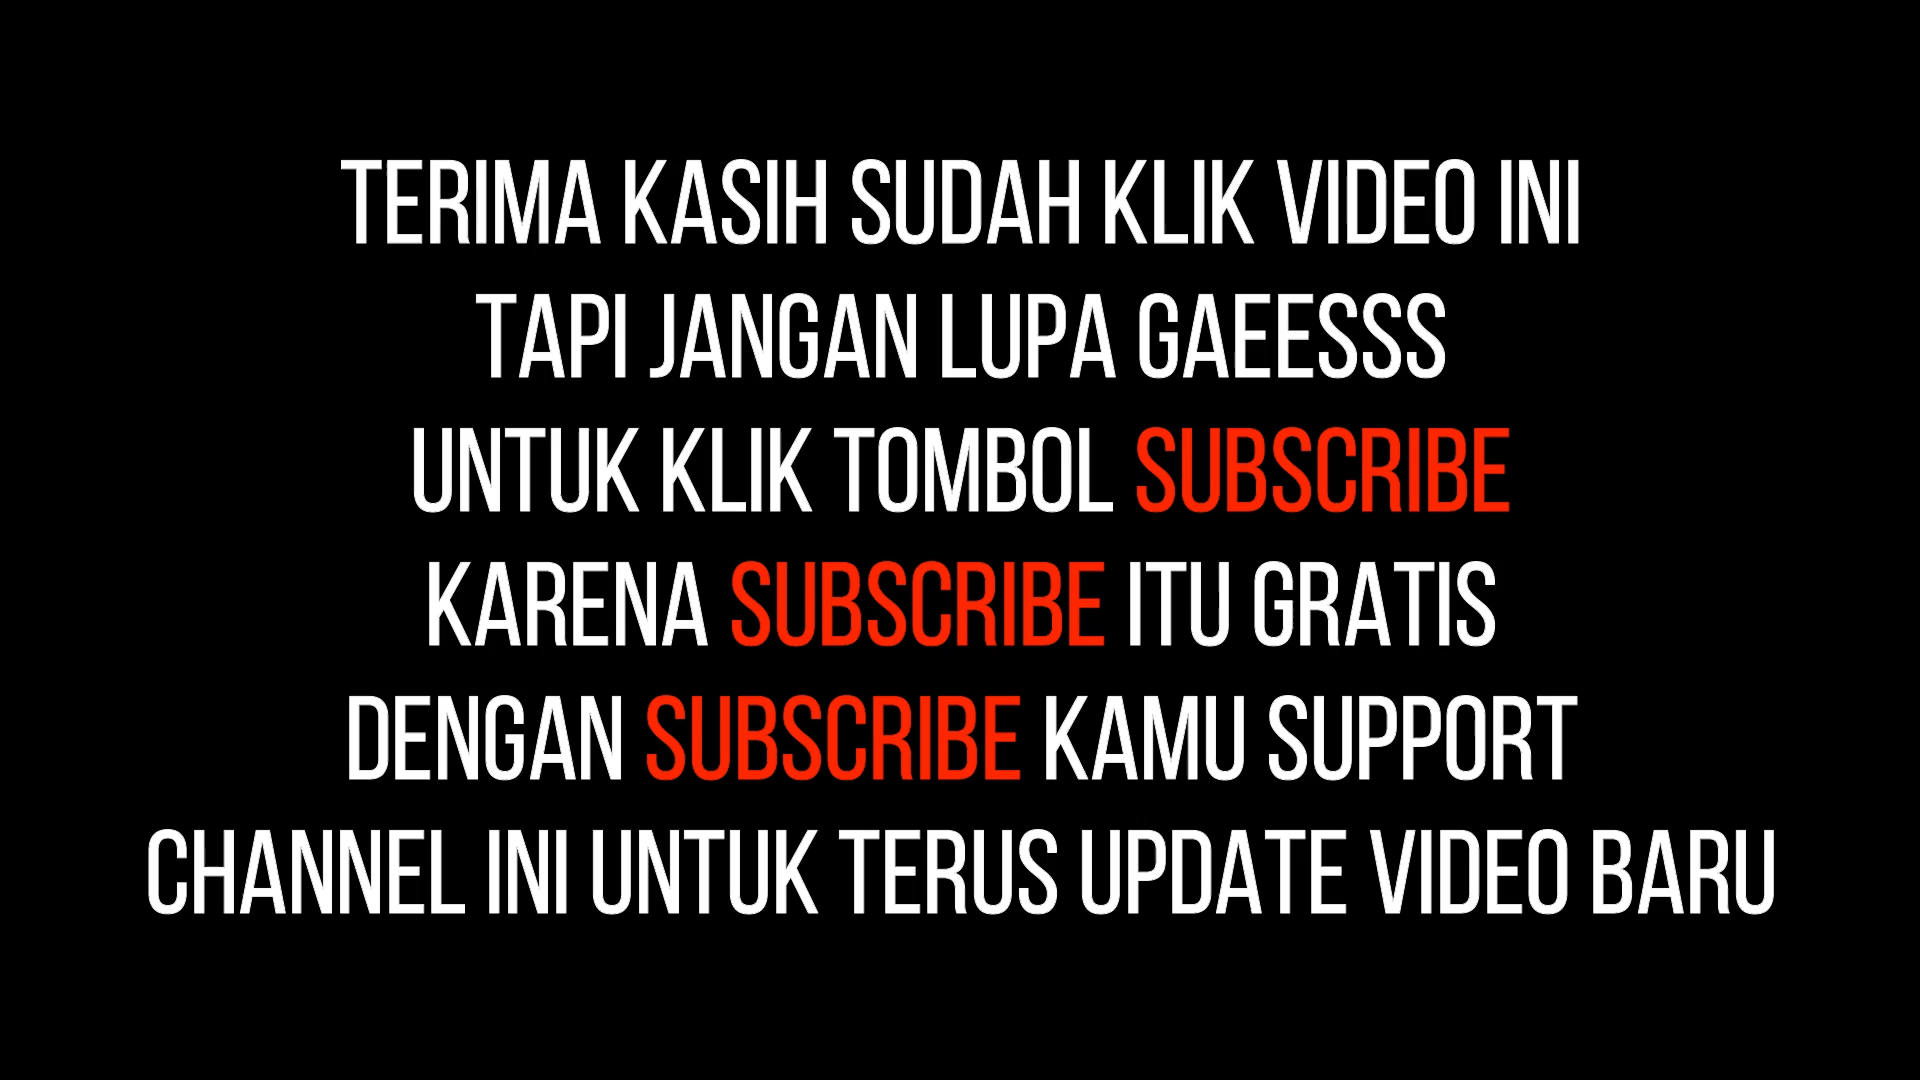 TERIMA KASIH SUDAH KLIK VIDEO INI
TAPI JANGAN LUPA GAEESSS
UNTUK KLIK TOMBOL SUBSCRIBE
KARENA SUBSCRIBE ITU GRATIS
DENGAN SUBSCRIBE KAMU SUPPORT
CHANNEL INI UNTUK TERUS UPDATE VIDEO BARU